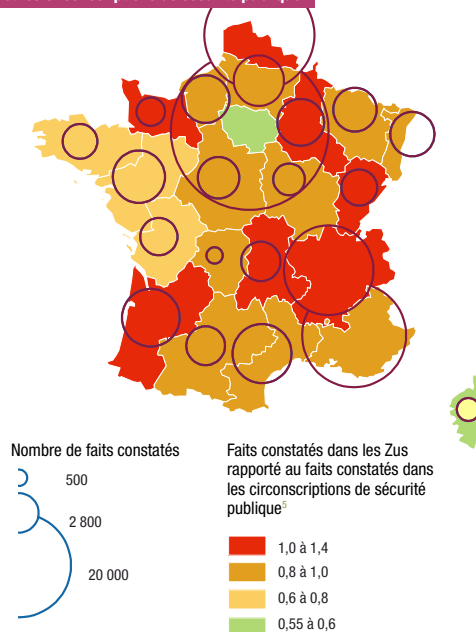 Nombre de faits constatés
500
2 800
20 000
Faits constatés dans les Zus
rapporté au faits constatés dans
les circonscriptions de sécurité
publique5
1,0 à 1,4
0,8 à 1,0
0,6 à 0,8
0,55 à 0,6